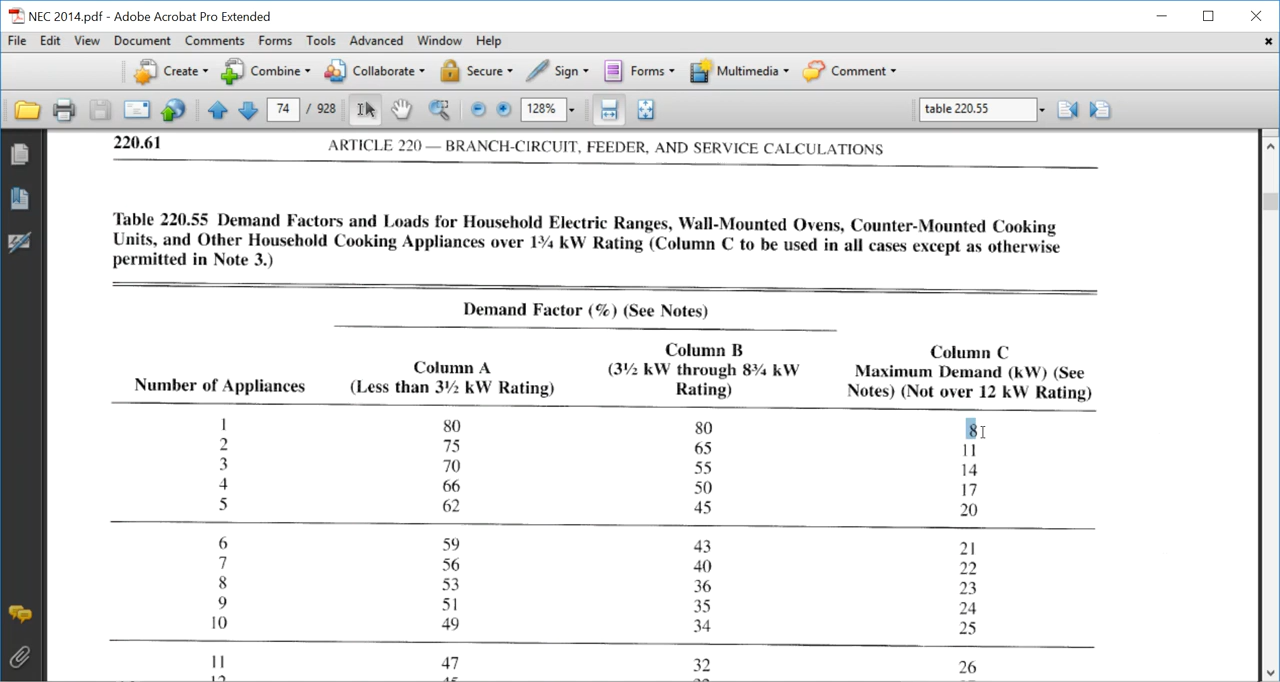 NEC 2014.pdf - Adobe Acrobat Pro Extended
File Edit View Document Comments Forms Tools Advanced Window Help
Create Combine Collaborate Secure Sign Forms Multimedia Comment
74 / 928 128% table 220.55
220.61 ARTICLE 220 — BRANCH-CIRCUIT, FEEDER, AND SERVICE CALCULATIONS
Table 220.55 Demand Factors and Loads for Household Electric Ranges, Wall-Mounted Ovens, Counter-Mounted Cooking
Units, and Other Household Cooking Appliances over 1¾ kW Rating (Column C to be used in all cases except as otherwise
permitted in Note 3.)
Demand Factor (%) (See Notes)
Number of Appliances
Column A
(Less than 3½ kW Rating)
Column B
(3½ kW through 8¾ kW
Rating)
Column C
Maximum Demand (kW) (See
Notes) (Not over 12 kW Rating)
1 80 80 8
2 75 65 11
3 70 55 14
4 66 50 17
5 62 45 20
6 59 43 21
7 56 40 22
8 53 36 23
9 51 35 24
10 49 34 25
11 47 32 26